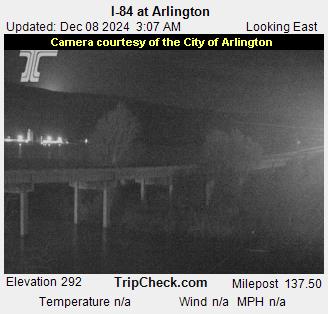 I-84 at Arlington
Updated: Dec 08 2024 3:07 AM Looking East
Camera courtesy of the City of Arlington
Elevation 292 TripCheck.com Milepost 137.50
Temperature n/a Wind n/a MPH n/a